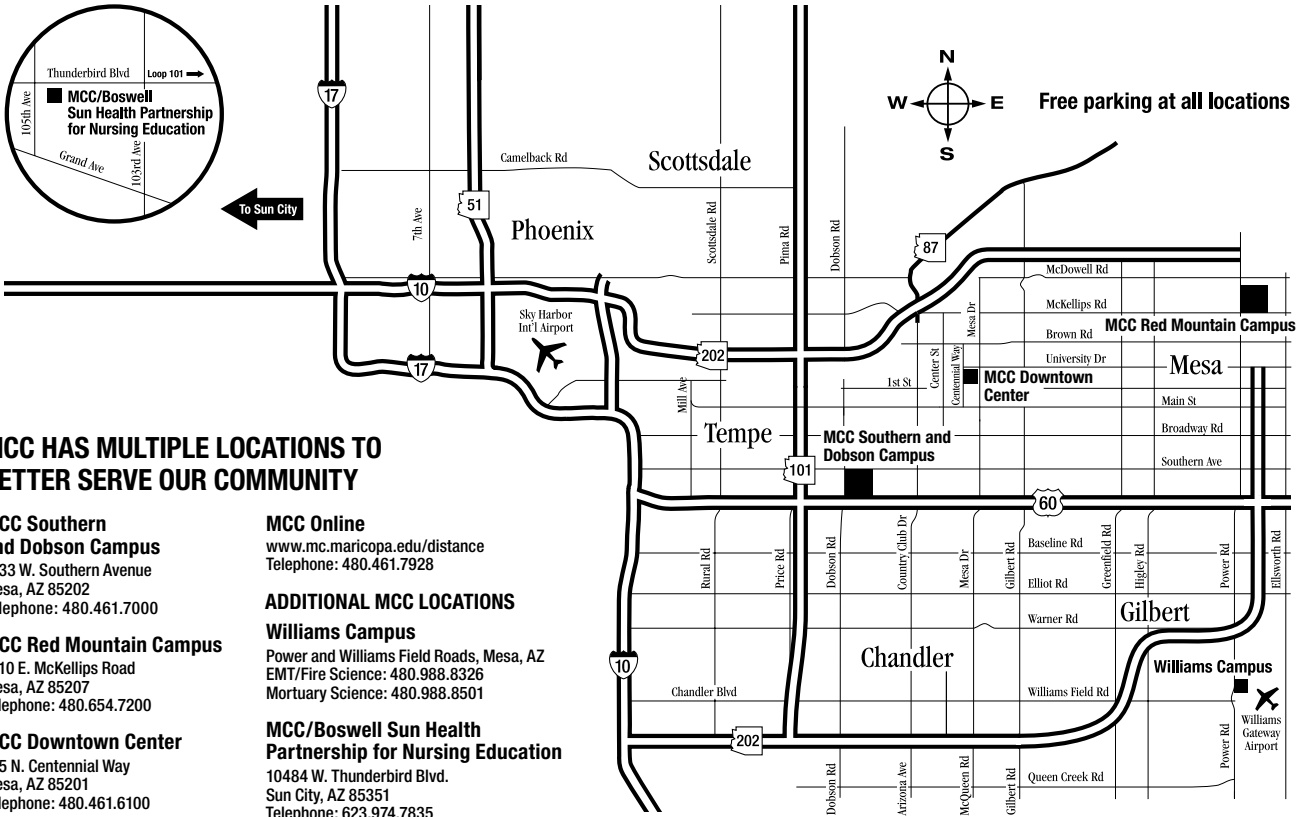 Thunderbird Blvd
Loop 101
MCC/Boswell
Sun Health Partnership
for Nursing Education
105th Ave
103rd Ave
Grand Ave
To Sun City
N
W E
S
Free parking at all locations
17
51
7th Ave
Camelback Rd
Scottsdale
Phoenix
Scottsdale Rd
Pima Rd
Dobson Rd
87
10
Sky Harbor
Int'l Airport
17
202
McDowell Rd
McKellips Rd
MCC Red Mountain Campus
Brown Rd
University Dr
Mesa
Mesa Dr
Center St
Centennial Way
1st St
MCC Downtown
Center
Main St
Mill Ave
Tempe
MCC Southern and
Dobson Campus
Broadway Rd
Southern Ave
101
60
Baseline Rd
Elliot Rd
Warner Rd
Rural Rd
Price Rd
Dobson Rd
Country Club Dr
Mesa Dr
Gilbert Rd
Greenfield Rd
Higley Rd
Power Rd
Ellsworth Rd
Gilbert
Chandler
10
Chandler Blvd
Williams Field Rd
Williams Campus
Williams
Gateway
Airport
Power Rd
202
Queen Creek Rd
Dobson Rd
Arizona Ave
McQueen Rd
Gilbert Rd
MCC HAS MULTIPLE LOCATIONS TO
ETTER SERVE OUR COMMUNITY
CC Southern
nd Dobson Campus
33 W. Southern Avenue
esa, AZ 85202
lephone: 480.461.7000
CC Red Mountain Campus
10 E. McKellips Road
esa, AZ 85207
lephone: 480.654.7200
CC Downtown Center
5 N. Centennial Way
esa, AZ 85201
lephone: 480.461.6100
MCC Online
www.mc.maricopa.edu/distance
Telephone: 480.461.7928
ADDITIONAL MCC LOCATIONS
Williams Campus
Power and Williams Field Roads, Mesa, AZ
EMT/Fire Science: 480.988.8326
Mortuary Science: 480.988.8501
MCC/Boswell Sun Health
Partnership for Nursing Education
10484 W. Thunderbird Blvd.
Sun City, AZ 85351
Telephone: 623.974.7835